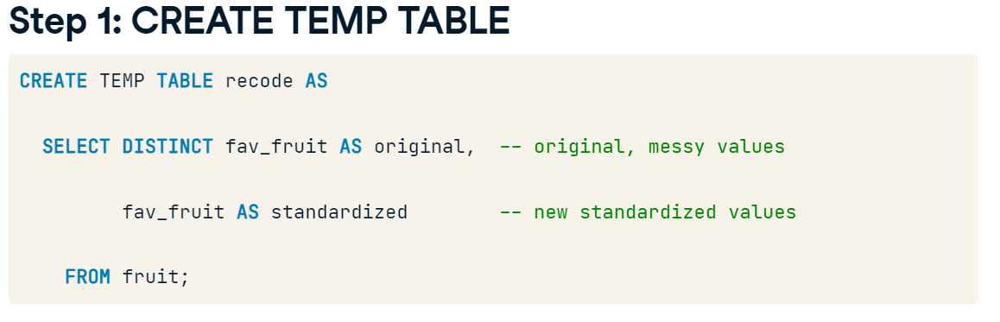 Step 1: CREATE TEMP TABLE
CREATE TEMP TABLE recode AS
SELECT DISTINCT fav_fruit AS original,  -- original, messy values
fav_fruit AS standardized        -- new standardized values
FROM fruit;